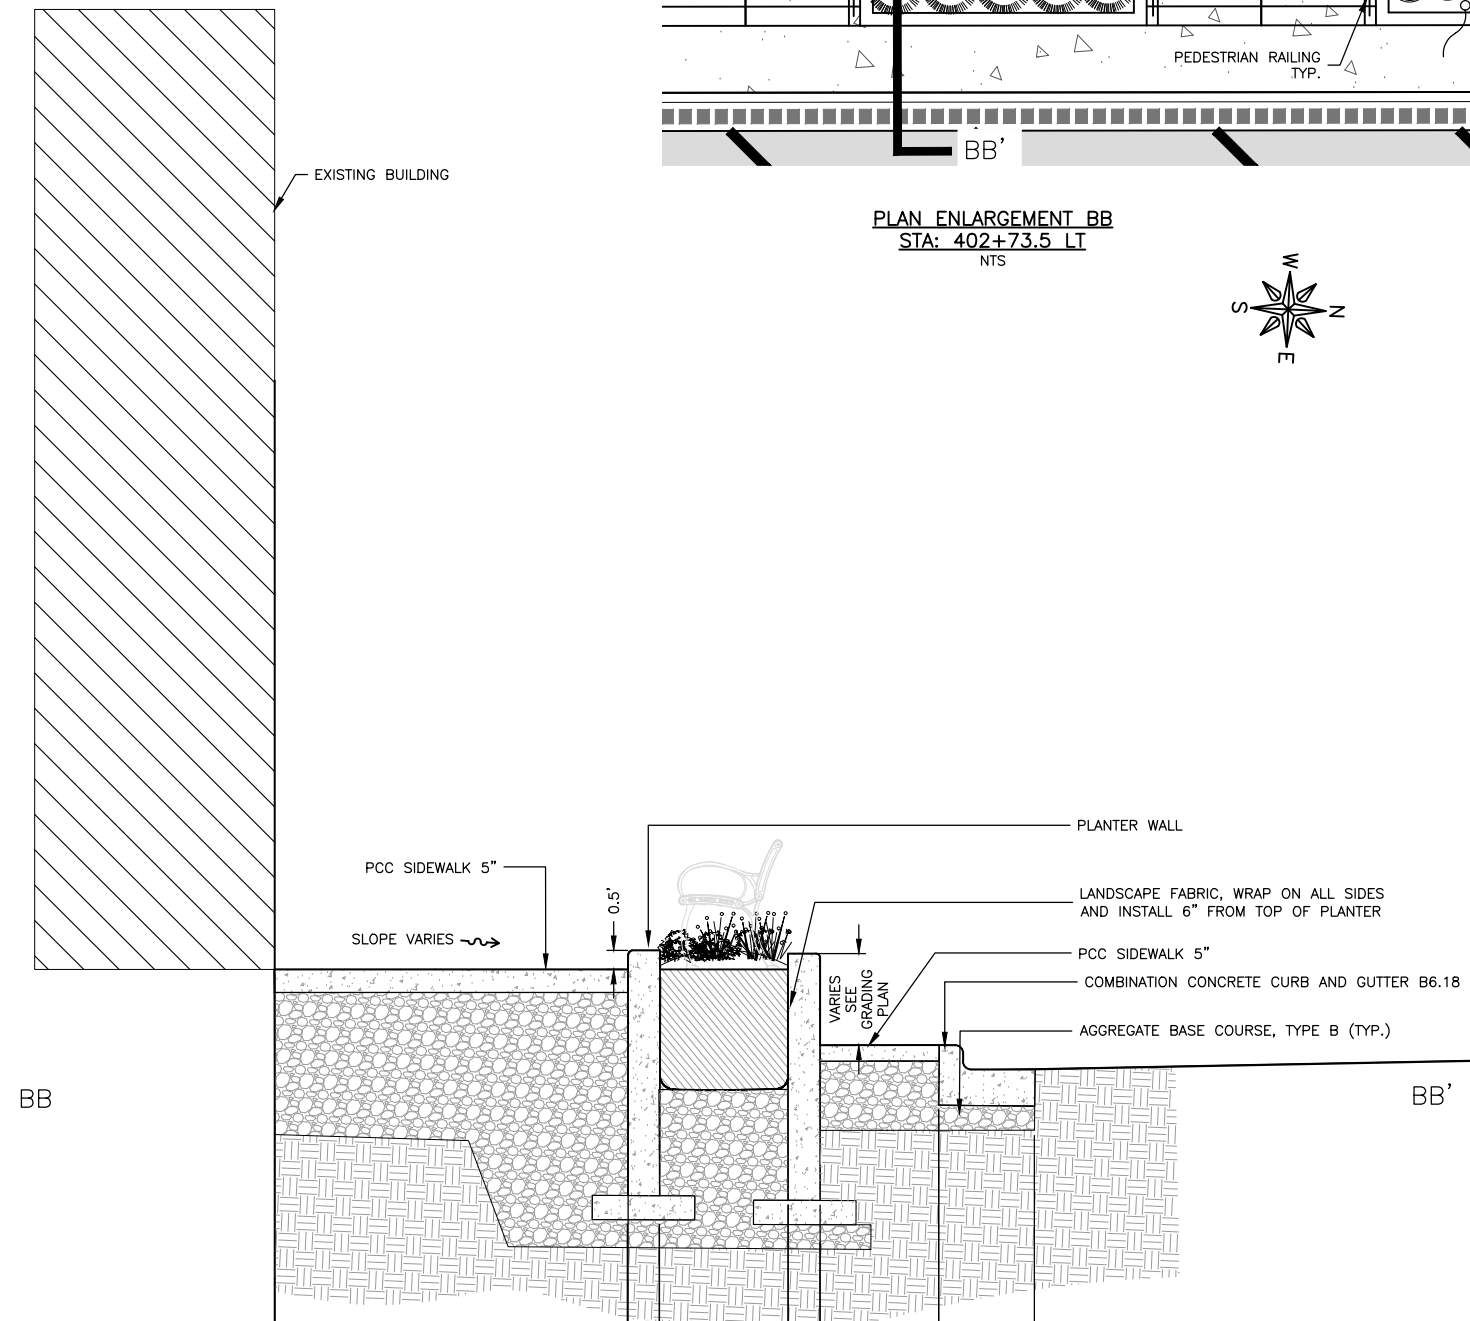 PEDESTRIAN RAILING
TYP.
BB'
PLAN ENLARGEMENT BB
STA: 402+73.5 LT
NTS
W
S
N
E
EXISTING BUILDING
PLANTER WALL
PCC SIDEWALK 5"
0.5'
LANDSCAPE FABRIC, WRAP ON ALL SIDES
AND INSTALL 6" FROM TOP OF PLANTER
SLOPE VARIES
PCC SIDEWALK 5"
VARIES
SEE
GRADING
PLAN
COMBINATION CONCRETE CURB AND GUTTER B6.18
AGGREGATE BASE COURSE, TYPE B (TYP.)
BB
BB'